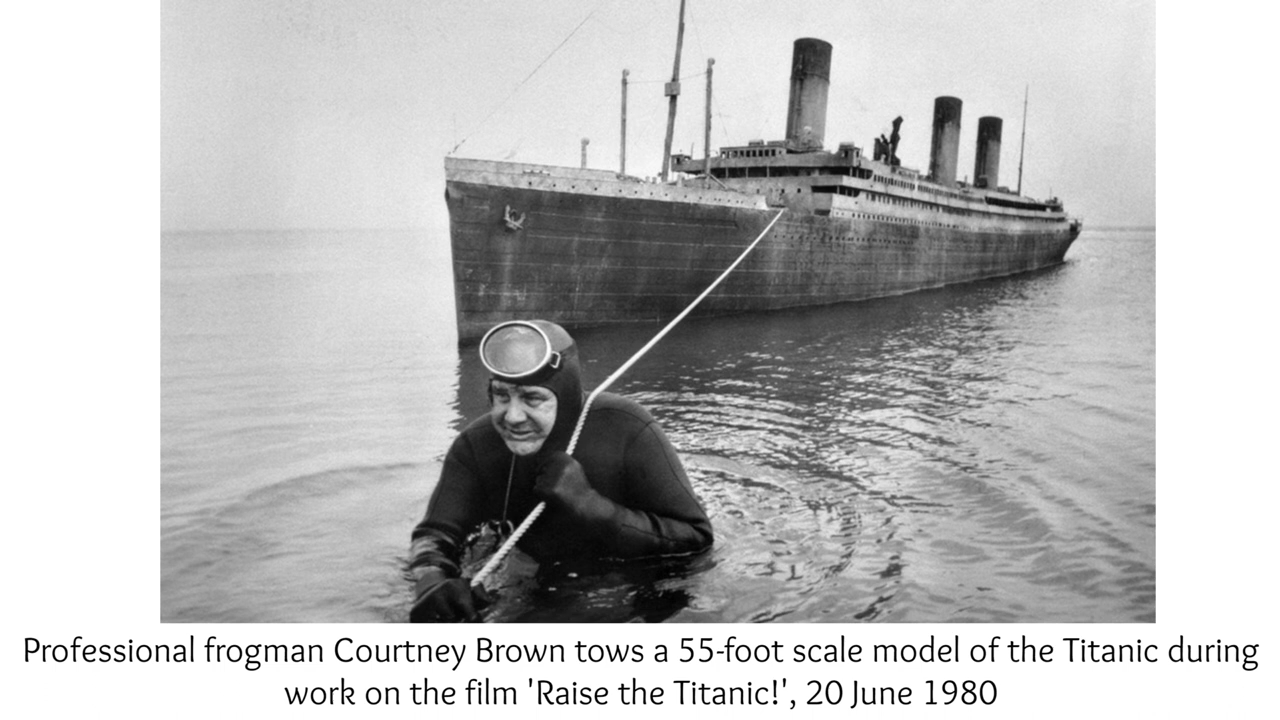 Professional frogman Courtney Brown tows a 55-foot scale model of the Titanic during
work on the film 'Raise the Titanic!', 20 June 1980